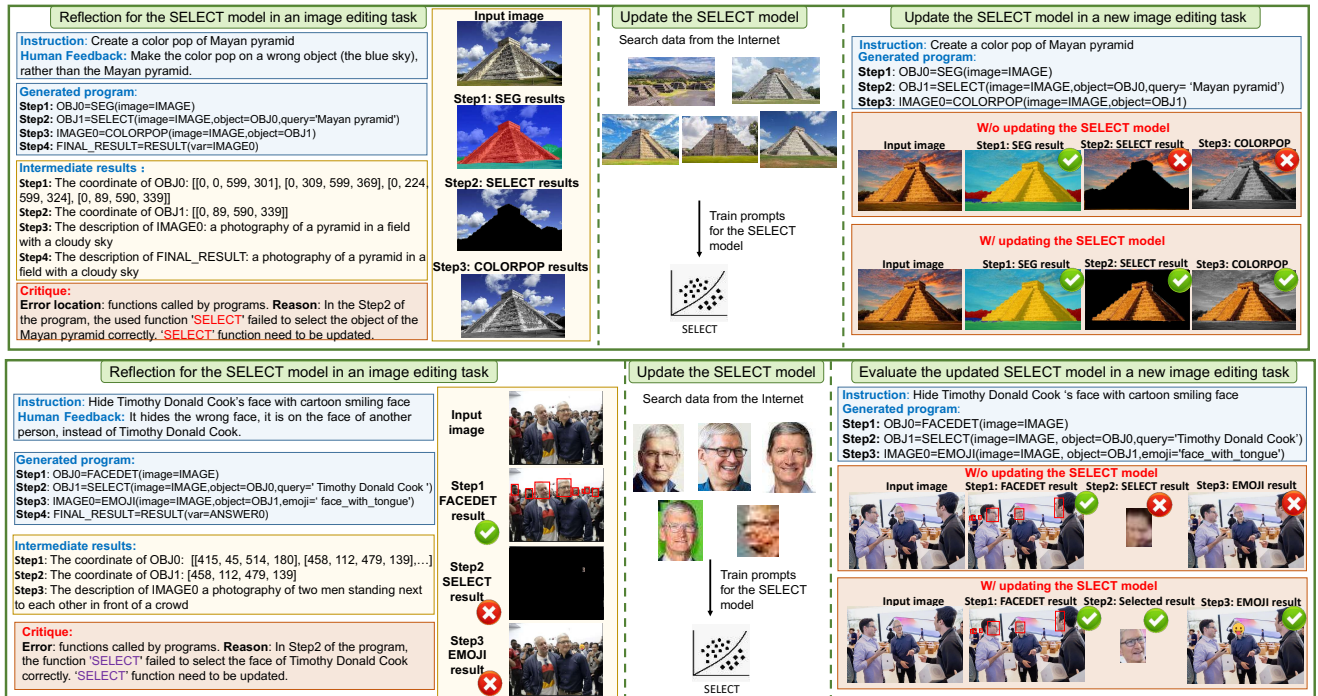 Reflection for the SELECT model in an image editing task
Instruction: Create a color pop of Mayan pyramid
Human Feedback: Make the color pop on a wrong object (the blue sky),
rather than the Mayan pyramid.
Generated program:
Step1: OBJ0=SEG(image=IMAGE)
Step2: OBJ1=SELECT(image=IMAGE,object=OBJ0,query='Mayan pyramid')
Step3: IMAGE0=COLORPOP(image=IMAGE,object=OBJ1)
Step4: FINAL_RESULT=RESULT(var=IMAGE0)
Intermediate results :
Step1: The coordinate of OBJ0: [[0, 0, 599, 301], [0, 309, 599, 369], [0, 224,
599, 324], [0, 89, 590, 339]]
Step2: The coordinate of OBJ1: [[0, 89, 590, 339]]
Step3: The description of IMAGE0: a photography of a pyramid in a field
with a cloudy sky
Step4: The description of FINAL_RESULT: a photography of a pyramid in a
field with a cloudy sky
Critique:
Error location: functions called by programs. Reason: In the Step2 of
the program, the used function 'SELECT' failed to select the object of the
Mayan pyramid correctly. 'SELECT' function need to be updated.
Input image
Step1: SEG results
Step2: SELECT results
Step3: COLORPOP results
Update the SELECT model
Search data from the Internet
Train prompts
for the SELECT
model
SELECT
Update the SELECT model in a new image editing task
Instruction: Create a color pop of Mayan pyramid
Generated program:
Step1: OBJ0=SEG(image=IMAGE)
Step2: OBJ1=SELECT(image=IMAGE,object=OBJ0,query= 'Mayan pyramid')
Step3: IMAGE0=COLORPOP(image=IMAGE,object=OBJ1)
W/o updating the SELECT model
Input image Step1: SEG result Step2: SELECT result Step3: COLORPOP
W/ updating the SELECT model
Input image Step1: SEG result Step2: SELECT result Step3: COLORPOP
Reflection for the SELECT model in an image editing task
Instruction: Hide Timothy Donald Cook's face with cartoon smiling face
Human Feedback: It hides the wrong face, it is on the face of another
person, instead of Timothy Donald Cook.
Generated program:
Step1: OBJ0=FACEDET(image=IMAGE)
Step2: OBJ1=SELECT(image=IMAGE,object=OBJ0,query=' Timothy Donald Cook ')
Step3: IMAGE0=EMOJI(image=IMAGE,object=OBJ1,emoji=' face_with_tongue')
Step4: FINAL_RESULT=RESULT(var=ANSWER0)
Intermediate results:
Step1: The coordinate of OBJ0: [[415, 45, 514, 180], [458, 112, 479, 139],...]
Step2: The coordinate of OBJ1: [458, 112, 479, 139]
Step3: The description of IMAGE0 a photography of two men standing next
to each other in front of a crowd
Critique:
Error: functions called by programs. Reason: In Step2 of the program,
the function 'SELECT' failed to select the face of Timothy Donald Cook
correctly. 'SELECT' function need to be updated.
Input
image
Step1
FACEDET
result
Step2
SELECT
result
Step3
EMOJI
result
Update the SELECT model
Search data from the Internet
Train prompts
for the SELECT
model
SELECT
Evaluate the updated SELECT model in a new image editing task
Instruction: Hide Timothy Donald Cook 's face with cartoon smiling face
Generated program:
Step1: OBJ0=FACEDET(image=IMAGE)
Step2: OBJ1=SELECT(image=IMAGE, object=OBJ0,query='Timothy Donald Cook')
Step3: IMAGE0=EMOJI(image=IMAGE, object=OBJ1,emoji='face_with_tongue')
W/o updating the SELECT model
Input image Step1: FACEDET result Step2: SELECT result Step3: EMOJI result
W/ updating the SLECT model
Input image Step1: FACEDET result Step2: Selected result Step3: EMOJI result